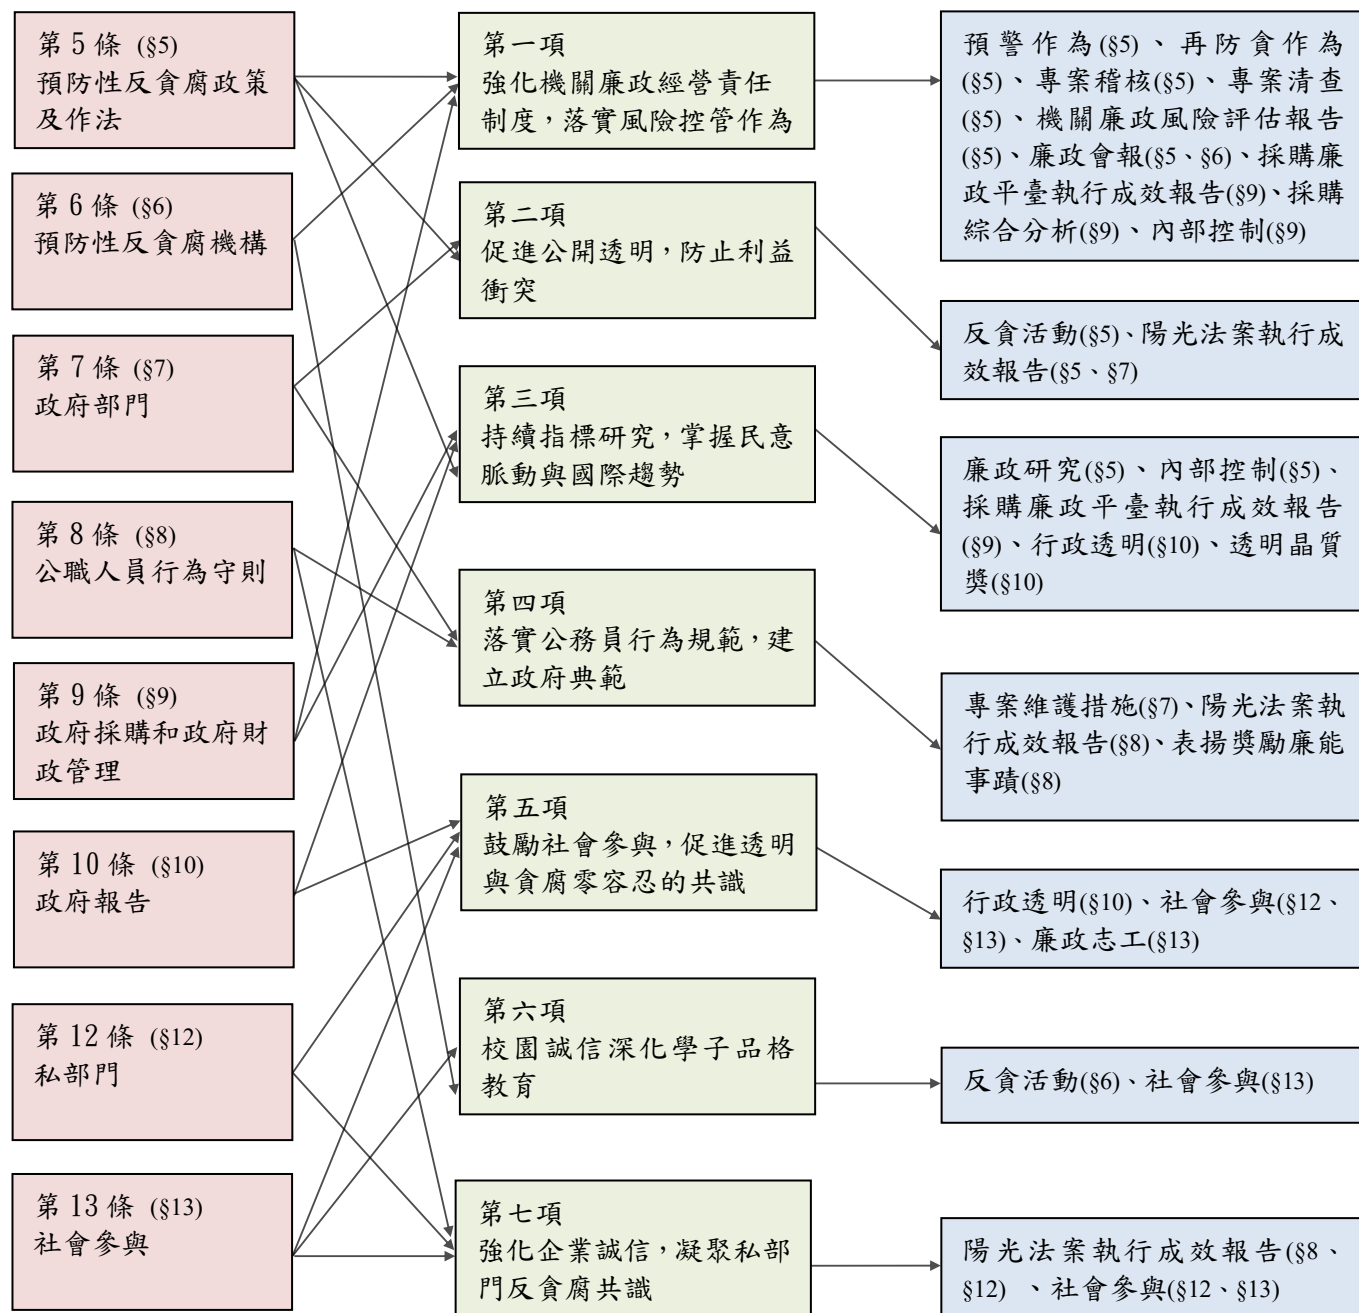 第 5 條 (§5)
預防性反貪腐政策
及作法
第 6 條 (§6)
預防性反貪腐機構
第 7 條 (§7)
政府部門
第 8 條 (§8)
公職人員行為守則
第 9 條 (§9)
政府採購和政府財
政管理
第 10 條 (§10)
政府報告
第 12 條 (§12)
私部門
第 13 條 (§13)
社會參與
第一項
強化機關廉政經營責任
制度，落實風險控管作為
第二項
促進公開透明，防止利益
衝突
第三項
持續指標研究，掌握民意
脈動與國際趨勢
第四項
落實公務員行為規範，建
立政府典範
第五項
鼓勵社會參與，促進透明
與貪腐零容忍的共識
第六項
校園誠信深化學子品格
教育
第七項
強化企業誠信，凝聚私部
門反貪腐共識
預警作為(§5)、再防貪作為
(§5)、專案稽核(§5)、專案清查
(§5)、機關廉政風險評估報告
(§5)、廉政會報(§5、§6)、採購廉
政平臺執行成效報告(§9)、採購
綜合分析(§9)、內部控制(§9)
反貪活動(§5)、陽光法案執行成
效報告(§5、§7)
廉政研究(§5)、內部控制(§5)、
採購廉政平臺執行成效報告
(§9)、行政透明(§10)、透明晶質
獎(§10)
專案維護措施(§7)、陽光法案執
行成效報告(§8)、表揚獎勵廉能
事蹟(§8)
行政透明(§10)、社會參與(§12、
§13)、廉政志工(§13)
反貪活動(§6)、社會參與(§13)
陽光法案執行成效報告(§8、
§12) 、社會參與(§12、§13)